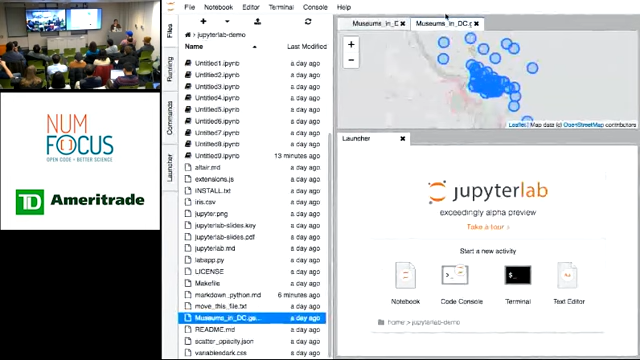 File Notebook Editor Terminal Console Help
NUM
FOCUS
OPEN CODE = BETTER SCIENCE
TD Ameritrade
Files
Running
Commands
Launcher
jupyterlab-demo
Name Last Modified
Untitled1.ipynb a day ago
Untitled2.ipynb a day ago
Untitled3.ipynb a day ago
Untitled4.ipynb a day ago
Untitled5.ipynb a day ago
Untitled6.ipynb a day ago
Untitled7.ipynb a day ago
Untitled8.ipynb a day ago
Untitled9.ipynb 13 minutes ago
altair.md a day ago
extensions.js a day ago
INSTALL.txt a day ago
iris.csv a day ago
jupyter.png a day ago
jupyterlab-slides.key a day ago
jupyterlab-slides.pdf a day ago
jupyterlab.md a day ago
labapp.py a day ago
LICENSE a day ago
Makefile a day ago
markdown_python.md 6 minutes ago
move_this_file.txt a day ago
Museums_in_DC.ge... a day ago
README.md a day ago
scatter_opacity.json a day ago
variablesdark.css a day ago
Museums_in_D
Museums_in_DC.g
+
−
Leaflet | Map data (c) OpenStreetMap contributors
Launcher
jupyterlab
exceedingly alpha preview
Take a tour >
Start a new activity
Notebook Code Console Terminal Text Editor
home > jupyterlab-demo